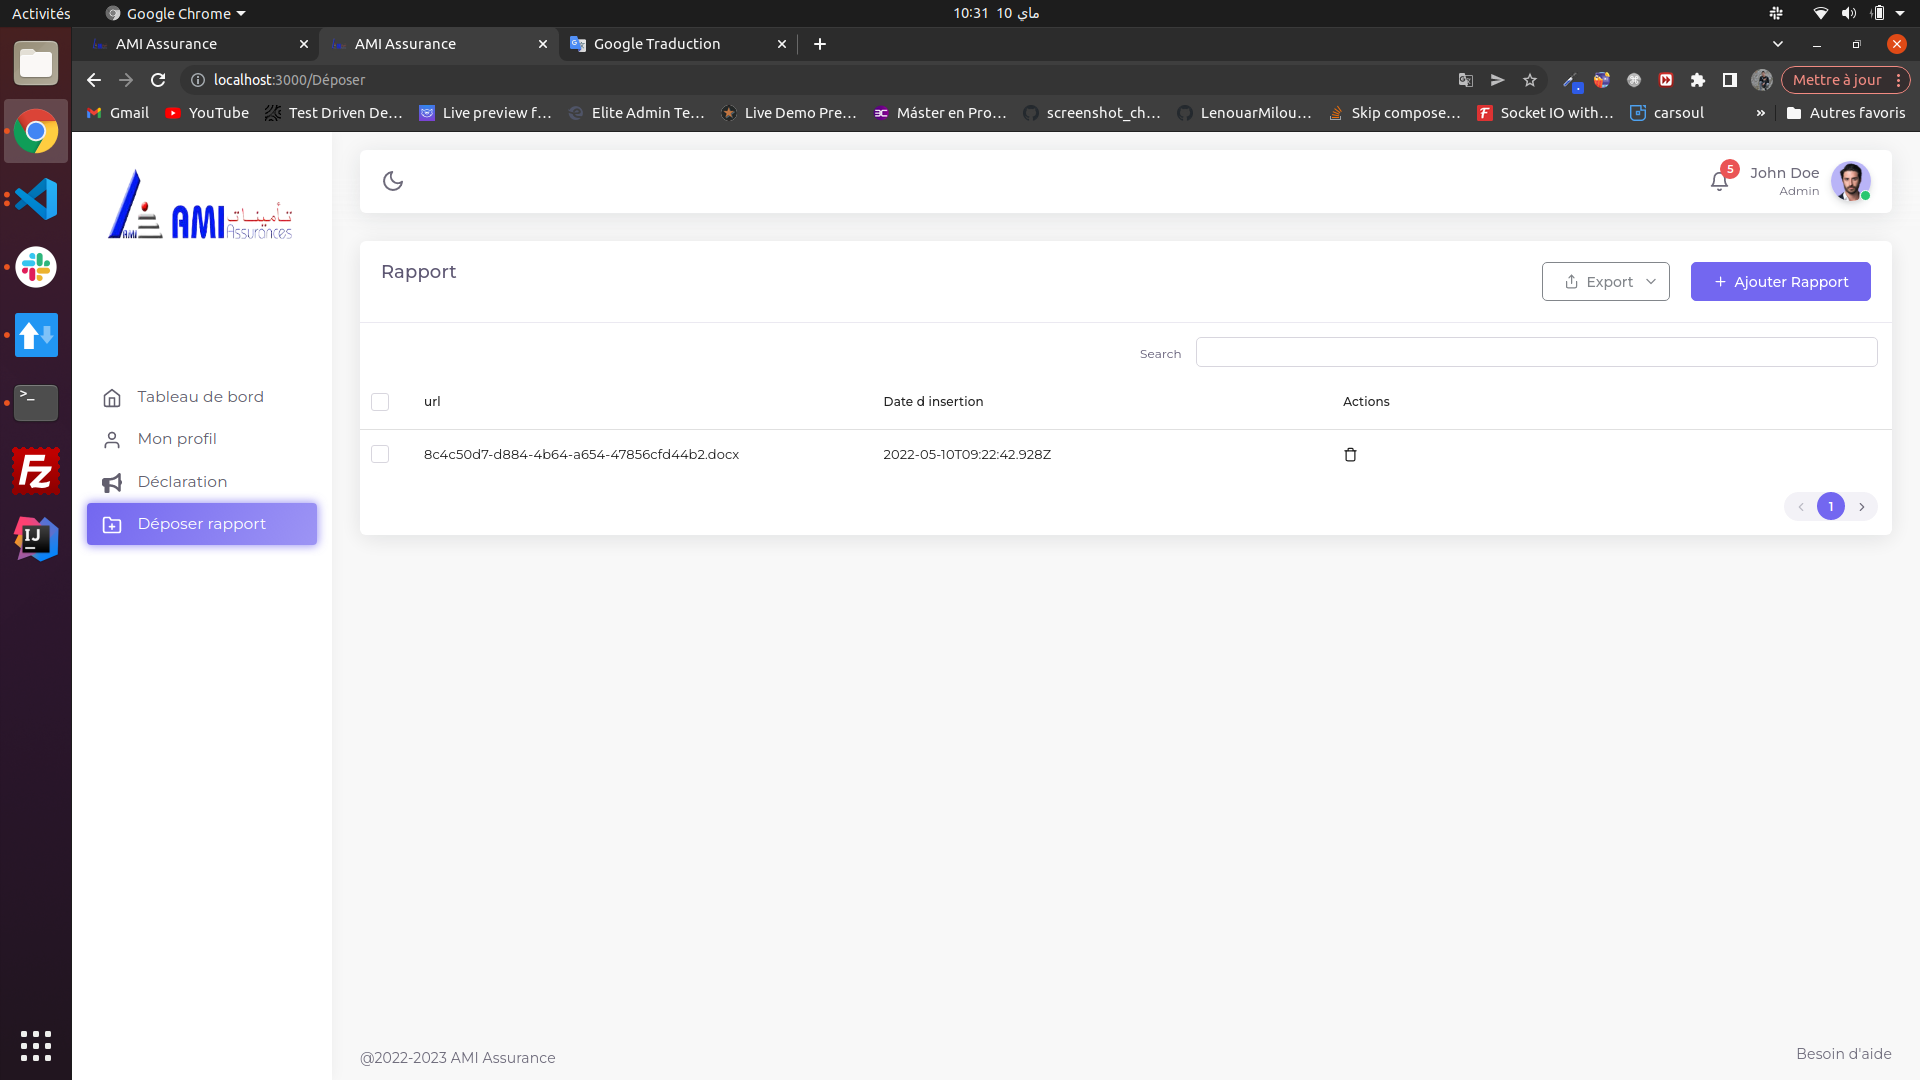 Activités
Google Chrome
10:31 10 ماي
AMI Assurance
AMI Assurance
Google Traduction
localhost:3000/Déposer
Mettre à jour
Gmail
YouTube
Test Driven De…
Live preview f…
Elite Admin Te…
Live Demo Pre…
Máster en Pro…
screenshot_ch…
LenouarMilou…
Skip compose…
Socket IO with…
carsoul
»
Autres favoris
AMI
AMI
تأمينات
Assurances
5
John Doe
Admin
Rapport
Export
+ Ajouter Rapport
Search
Tableau de bord
Mon profil
Déclaration
Déposer rapport
url
Date d insertion
Actions
8c4c50d7-d884-4b64-a654-47856cfd44b2.docx
2022-05-10T09:22:42.928Z
1
>_
Fz
IJ
@2022-2023 AMI Assurance
Besoin d'aide